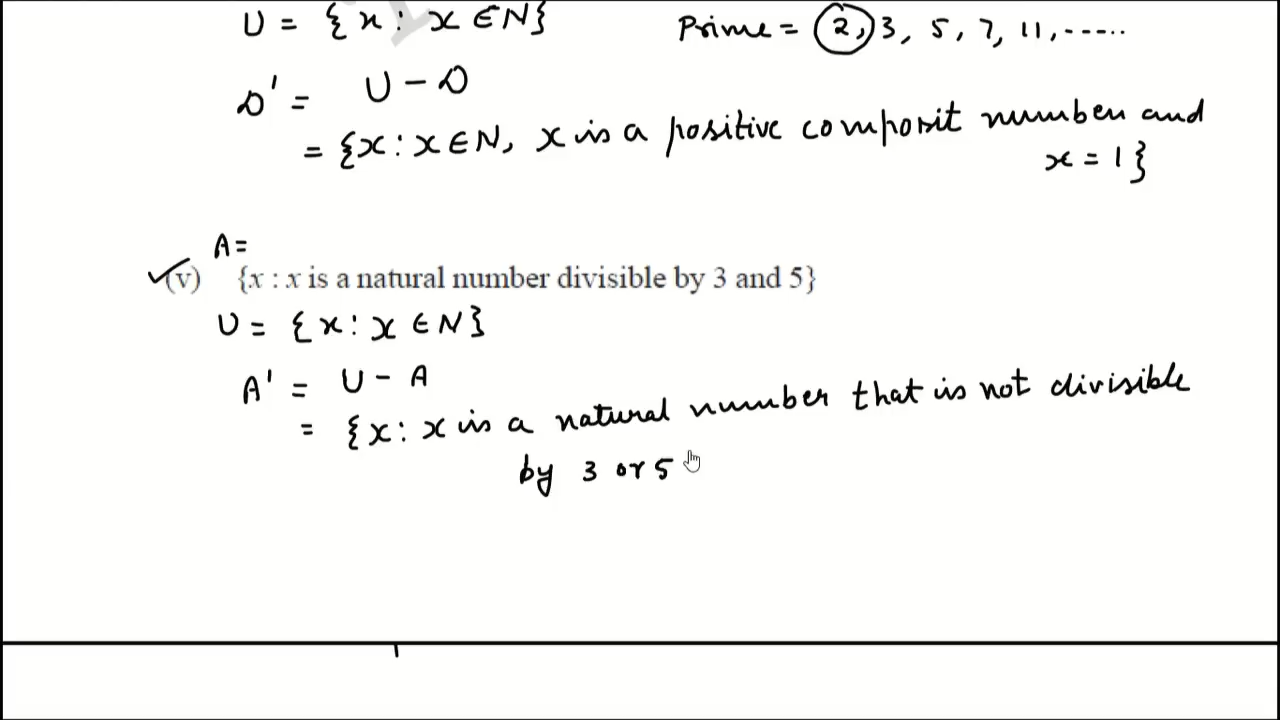 U = {x : x ∈ N}
Prime = 2, 3, 5, 7, 11, -----
D' = U - D
= {x : x ∈ N, x is a positive composit number and
x = 1}
A =
(v) {x : x is a natural number divisible by 3 and 5}
U = {x : x ∈ N}
A' = U - A
= {x : x is a natural number that is not divisible
by 3 or 5